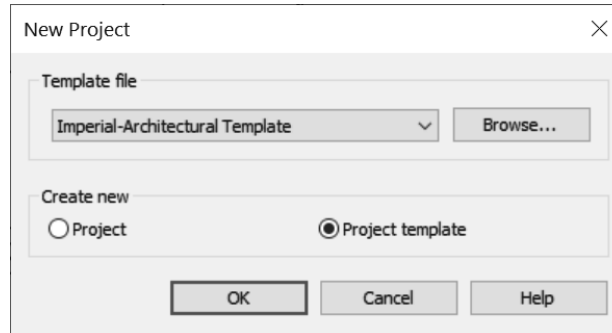 New Project
Template file
Imperial-Architectural Template
Browse...
Create new
Project
Project template
OK
Cancel
Help